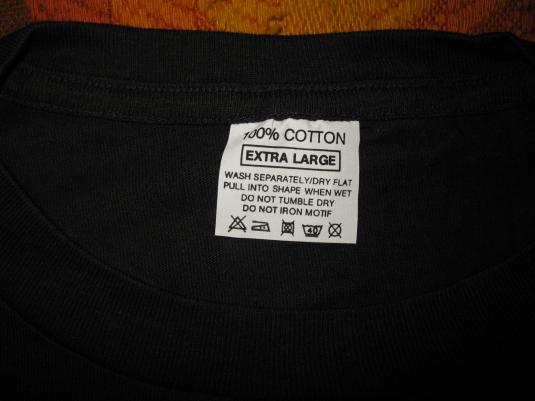 100% COTTON
EXTRA LARGE
WASH SEPARATELY/DRY FLAT
PULL INTO SHAPE WHEN WET
DO NOT TUMBLE DRY
DO NOT IRON MOTIF
40